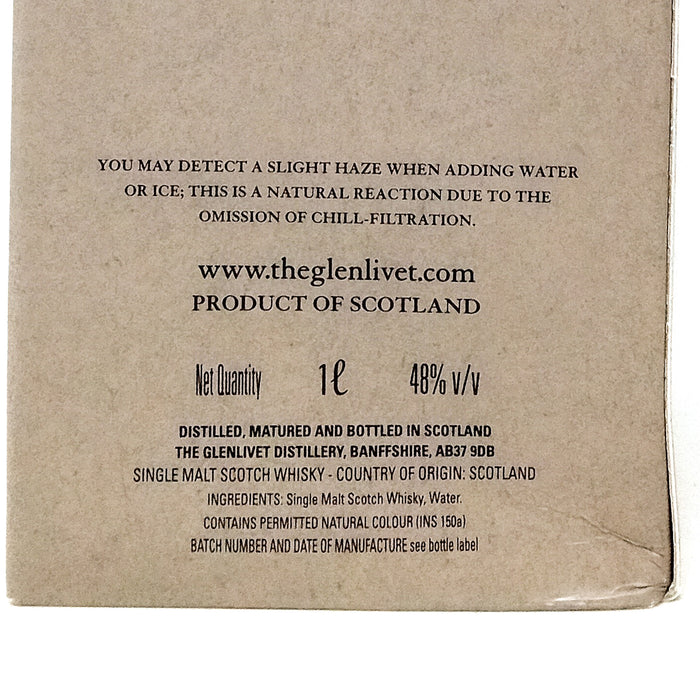 YOU MAY DETECT A SLIGHT HAZE WHEN ADDING WATER
OR ICE; THIS IS A NATURAL REACTION DUE TO THE
OMISSION OF CHILL-FILTRATION.
www.theglenlivet.com
PRODUCT OF SCOTLAND
Net Quantity 1ℓ 48% v/v
DISTILLED, MATURED AND BOTTLED IN SCOTLAND
THE GLENLIVET DISTILLERY, BANFFSHIRE, AB37 9DB
SINGLE MALT SCOTCH WHISKY - COUNTRY OF ORIGIN: SCOTLAND
INGREDIENTS: Single Malt Scotch Whisky, Water.
CONTAINS PERMITTED NATURAL COLOUR (INS 150a)
BATCH NUMBER AND DATE OF MANUFACTURE see bottle label